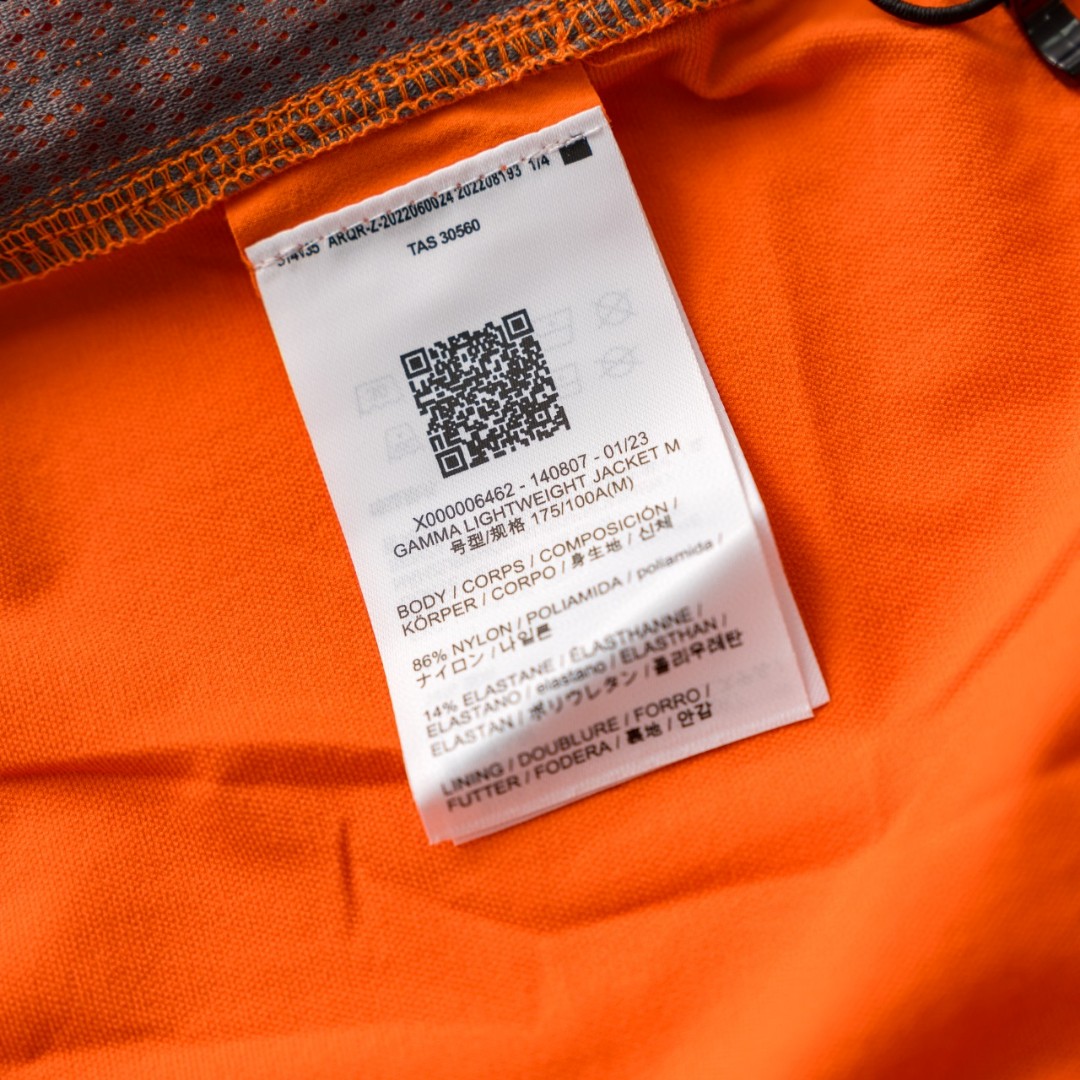 514135 ARQR-Z-2022060024 202208193 1/4
TAS 30560
X000006462 - 140807 - 01/23
GAMMA LIGHTWEIGHT JACKET M
号型/规格 175/100A(M)
BODY / CORPS / COMPOSICIÓN /
KÖRPER / CORPO / 身生地 / 신체
86% NYLON / POLIAMIDA / poliamida /
ナイロン / 나일론
14% ELASTANE / ÉLASTHANNE /
ELASTANO / elastano / ELASTHAN /
ELASTAN / ポリウレタン / 폴리우레탄
LINING / DOUBLURE / FORRO /
FUTTER / FODERA / 裏地 / 안감